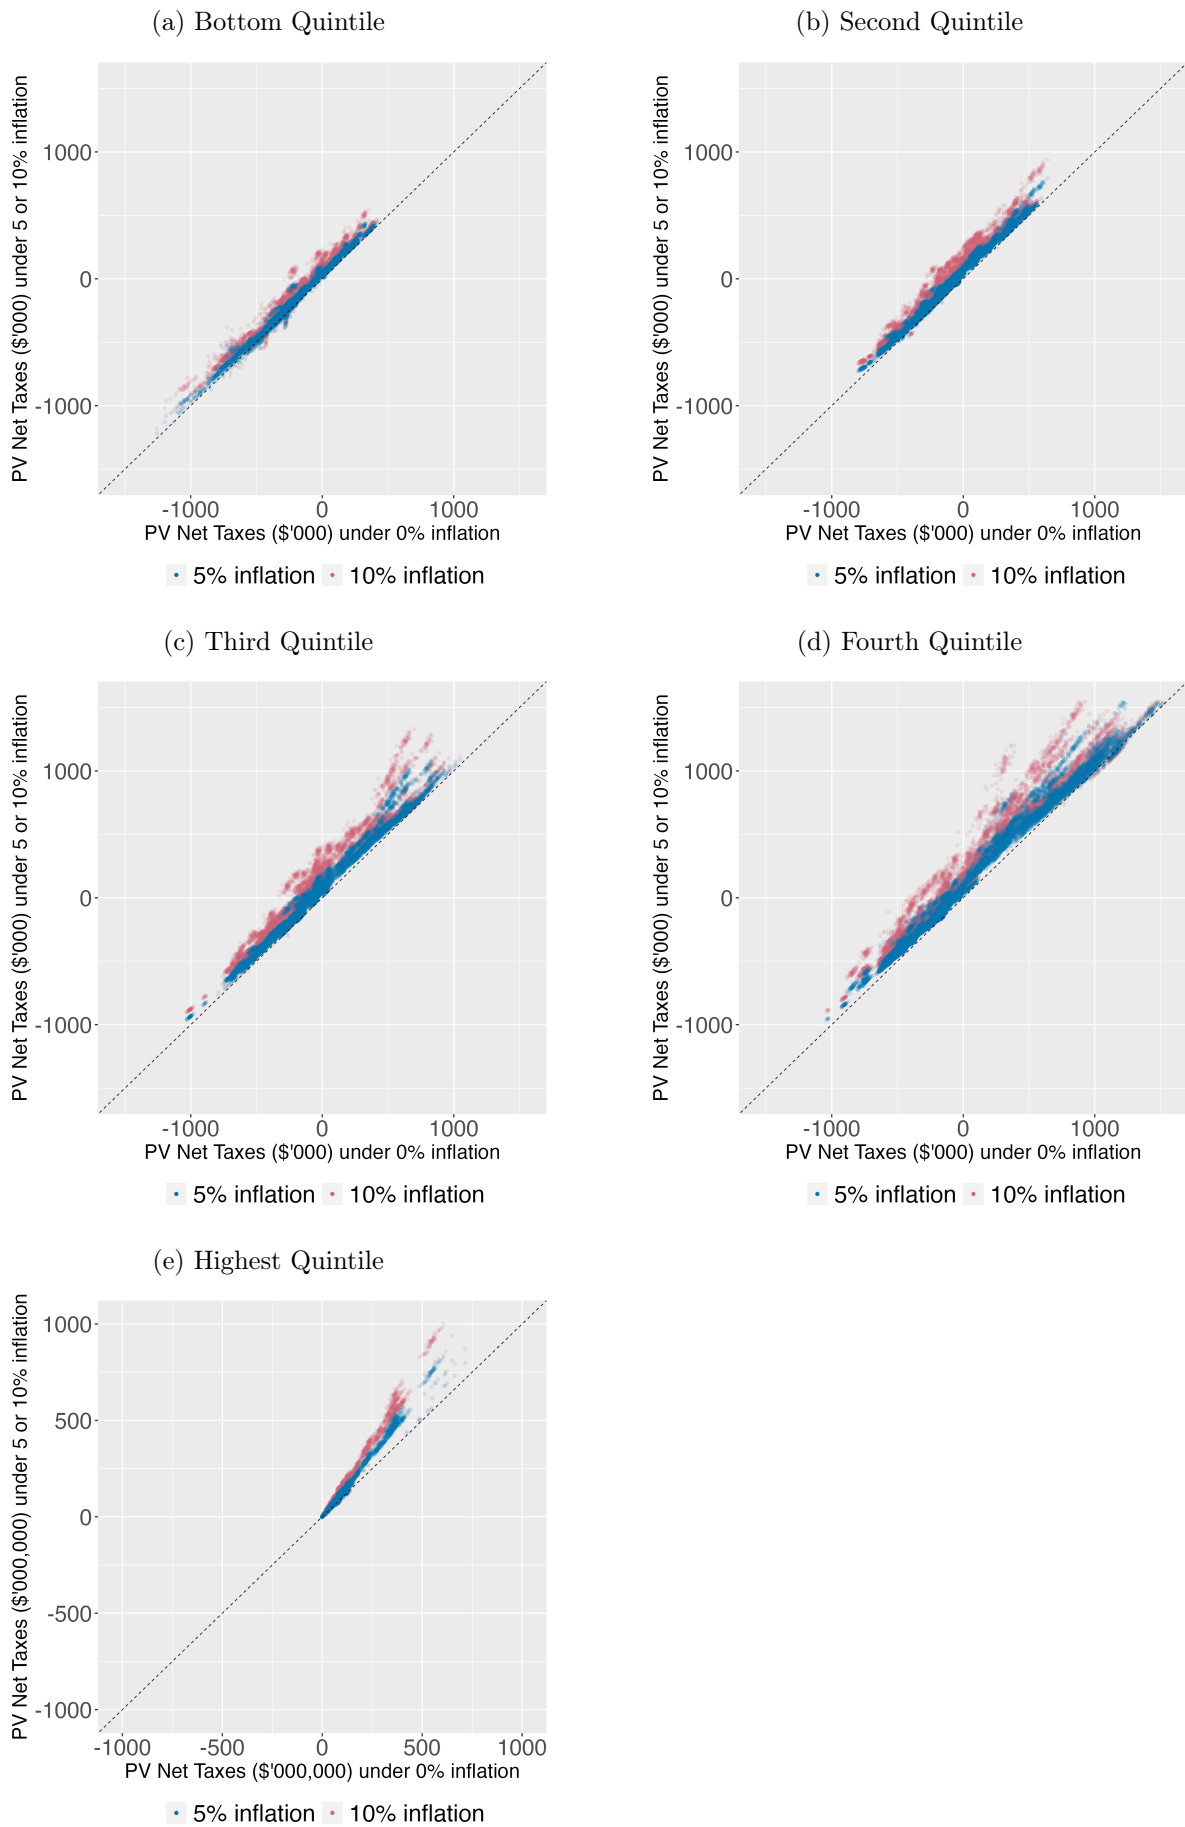 (a) Bottom Quintile
PV Net Taxes ($'000) under 5 or 10% inflation
1000
0
-1000
-1000 0 1000
PV Net Taxes ($'000) under 0% inflation
5% inflation 10% inflation
(b) Second Quintile
PV Net Taxes ($'000) under 5 or 10% inflation
1000
0
-1000
-1000 0 1000
PV Net Taxes ($'000) under 0% inflation
5% inflation 10% inflation
(c) Third Quintile
PV Net Taxes ($'000) under 5 or 10% inflation
1000
0
-1000
-1000 0 1000
PV Net Taxes ($'000) under 0% inflation
5% inflation 10% inflation
(d) Fourth Quintile
PV Net Taxes ($'000) under 5 or 10% inflation
1000
0
-1000
-1000 0 1000
PV Net Taxes ($'000) under 0% inflation
5% inflation 10% inflation
(e) Highest Quintile
PV Net Taxes ($'000,000) under 5 or 10% inflation
1000
500
0
-500
-1000
-1000 -500 0 500 1000
PV Net Taxes ($'000,000) under 0% inflation
5% inflation 10% inflation